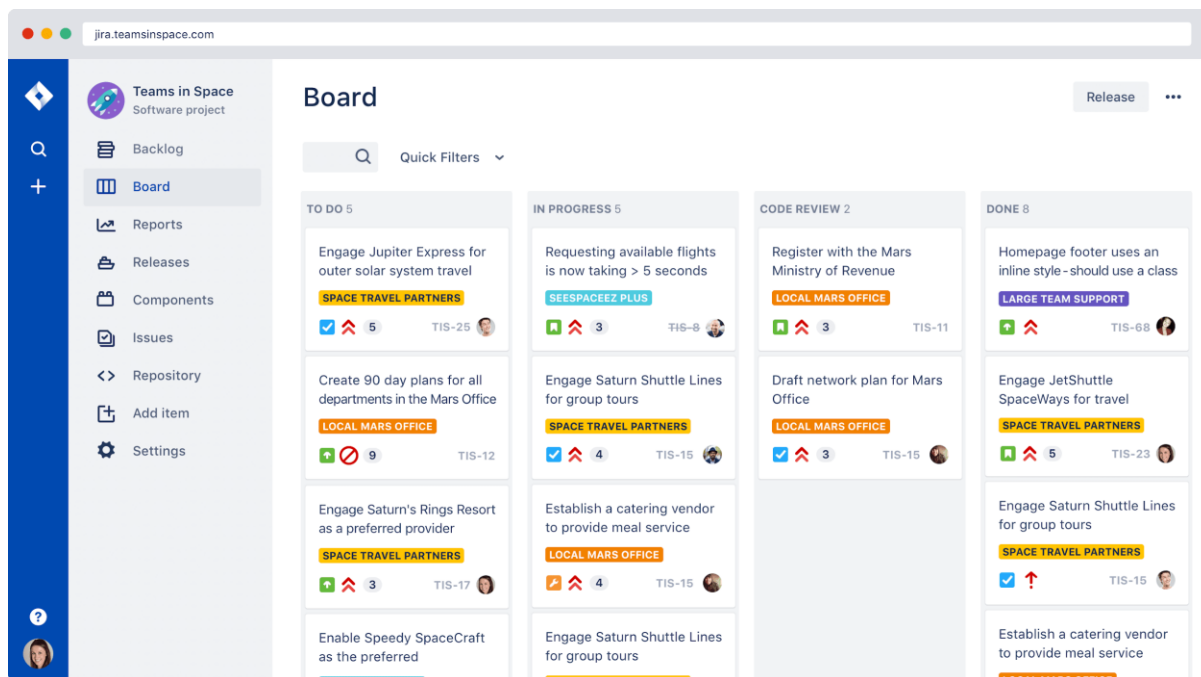 jira.teamsinspace.com
Teams in Space
Software project
Backlog
Board
Reports
Releases
Components
Issues
Repository
Add item
Settings
?
Board
Release
Quick Filters
TO DO 5
Engage Jupiter Express for
outer solar system travel
SPACE TRAVEL PARTNERS
5 TIS-25
Create 90 day plans for all
departments in the Mars Office
LOCAL MARS OFFICE
9 TIS-12
Engage Saturn's Rings Resort
as a preferred provider
SPACE TRAVEL PARTNERS
3 TIS-17
Enable Speedy SpaceCraft
as the preferred
IN PROGRESS 5
Requesting available flights
is now taking > 5 seconds
SEESPACEEZ PLUS
3 TIS-8
Engage Saturn Shuttle Lines
for group tours
SPACE TRAVEL PARTNERS
4 TIS-15
Establish a catering vendor
to provide meal service
LOCAL MARS OFFICE
4 TIS-15
Engage Saturn Shuttle Lines
for group tours
CODE REVIEW 2
Register with the Mars
Ministry of Revenue
LOCAL MARS OFFICE
3 TIS-11
Draft network plan for Mars
Office
LOCAL MARS OFFICE
3 TIS-15
DONE 8
Homepage footer uses an
inline style - should use a class
LARGE TEAM SUPPORT
TIS-68
Engage JetShuttle
SpaceWays for travel
SPACE TRAVEL PARTNERS
5 TIS-23
Engage Saturn Shuttle Lines
for group tours
SPACE TRAVEL PARTNERS
TIS-15
Establish a catering vendor
to provide meal service